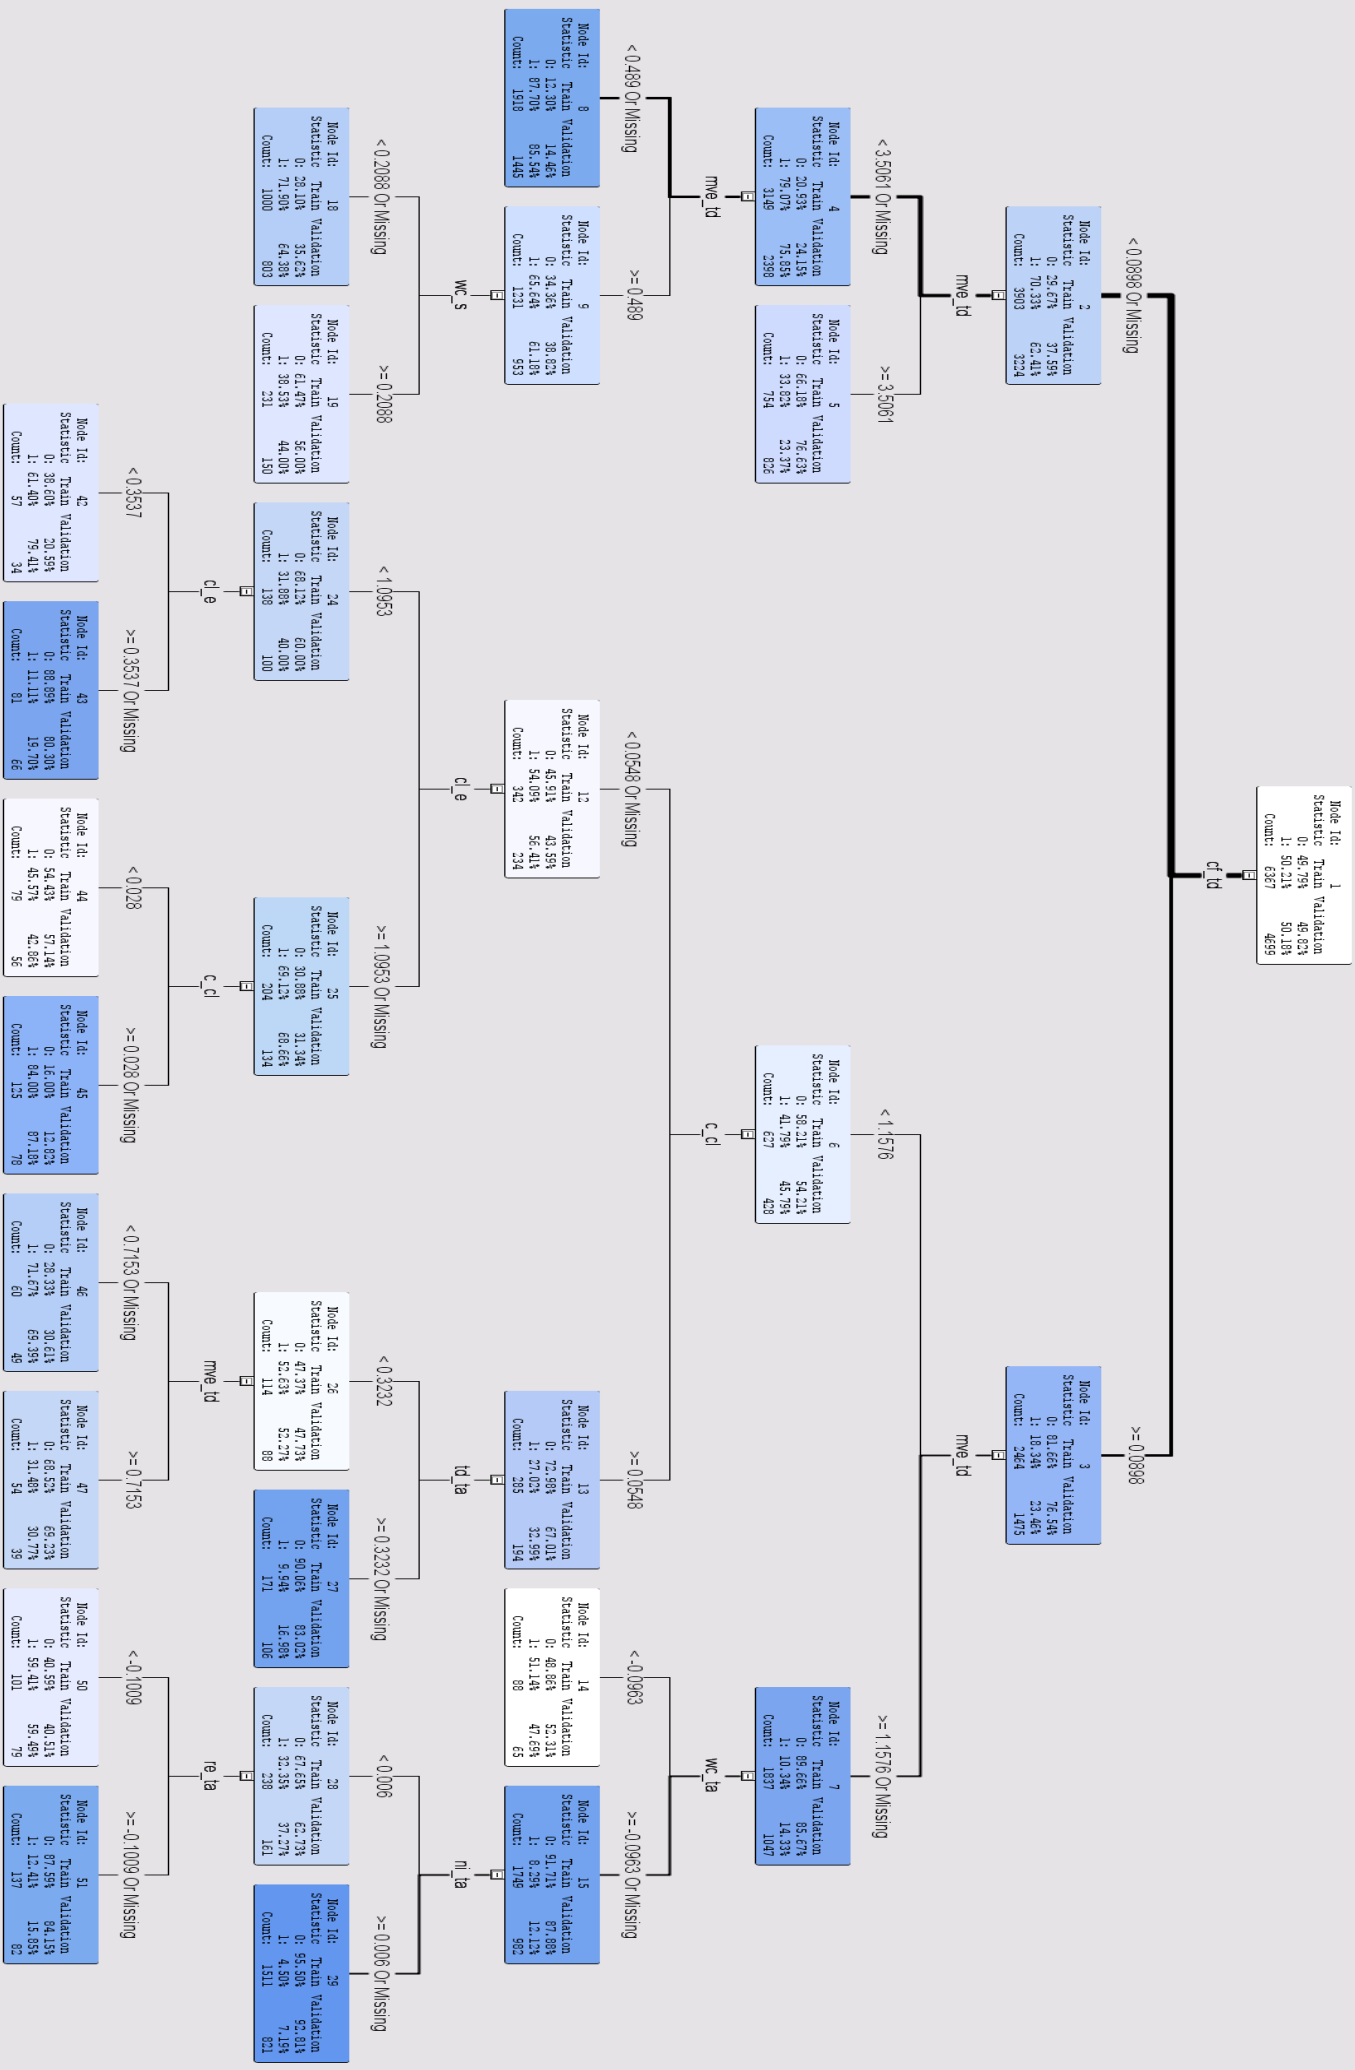 Node Id: 1
Statistic Train Validation
0: 49.79% 49.82%
1: 50.21% 50.18%
Count: 6367 4699
cf_td
< 0.0898 Or Missing
>= 0.0898
Node Id: 2
Statistic Train Validation
0: 29.67% 37.59%
1: 70.33% 62.41%
Count: 3903 3224
Node Id: 3
Statistic Train Validation
0: 81.66% 76.54%
1: 18.34% 23.46%
Count: 2464 1475
mve_td
mve_td
< 3.5061 Or Missing
>= 3.5061
< 1.1576
>= 1.1576 Or Missing
Node Id: 4
Statistic Train Validation
0: 20.93% 24.15%
1: 79.07% 75.85%
Count: 3149 2398
Node Id: 5
Statistic Train Validation
0: 66.18% 76.63%
1: 33.82% 23.37%
Count: 754 826
Node Id: 6
Statistic Train Validation
0: 58.21% 54.21%
1: 41.79% 45.79%
Count: 627 428
Node Id: 7
Statistic Train Validation
0: 89.66% 85.67%
1: 10.34% 14.33%
Count: 1837 1047
mve_td
c_cl
wc_ta
< 0.489 Or Missing
>= 0.489
< 0.0548 Or Missing
>= 0.0548
< -0.0963
>= -0.0963 Or Missing
Node Id: 8
Statistic Train Validation
0: 12.30% 14.46%
1: 87.70% 85.54%
Count: 1918 1445
Node Id: 9
Statistic Train Validation
0: 34.36% 38.82%
1: 65.64% 61.18%
Count: 1231 953
Node Id: 12
Statistic Train Validation
0: 45.91% 43.59%
1: 54.09% 56.41%
Count: 342 234
Node Id: 13
Statistic Train Validation
0: 72.98% 67.01%
1: 27.02% 32.99%
Count: 285 194
Node Id: 14
Statistic Train Validation
0: 48.86% 52.31%
1: 51.14% 47.69%
Count: 88 65
Node Id: 15
Statistic Train Validation
0: 91.71% 87.88%
1: 8.29% 12.12%
Count: 1749 982
wc_s
cl_e
td_ta
ni_ta
< 0.2088 Or Missing
>= 0.2088
< 1.0953
>= 1.0953 Or Missing
< 0.3232
>= 0.3232 Or Missing
< 0.006
>= 0.006 Or Missing
Node Id: 18
Statistic Train Validation
0: 28.10% 35.62%
1: 71.90% 64.38%
Count: 1000 803
Node Id: 19
Statistic Train Validation
0: 61.47% 56.00%
1: 38.53% 44.00%
Count: 231 150
Node Id: 24
Statistic Train Validation
0: 68.12% 60.00%
1: 31.88% 40.00%
Count: 138 100
Node Id: 25
Statistic Train Validation
0: 30.88% 31.34%
1: 69.12% 68.66%
Count: 204 134
Node Id: 26
Statistic Train Validation
0: 47.37% 47.73%
1: 52.63% 52.27%
Count: 114 88
Node Id: 27
Statistic Train Validation
0: 90.06% 83.02%
1: 9.94% 16.98%
Count: 171 106
Node Id: 28
Statistic Train Validation
0: 67.65% 62.73%
1: 32.35% 37.27%
Count: 238 161
Node Id: 29
Statistic Train Validation
0: 95.50% 92.81%
1: 4.50% 7.19%
Count: 1511 821
cl_e
c_cl
mve_td
re_ta
< 0.3537
>= 0.3537 Or Missing
< 0.028
>= 0.028 Or Missing
< 0.7153 Or Missing
>= 0.7153
< -0.1009
>= -0.1009 Or Missing
Node Id: 42
Statistic Train Validation
0: 38.60% 20.59%
1: 61.40% 79.41%
Count: 57 34
Node Id: 43
Statistic Train Validation
0: 88.89% 80.30%
1: 11.11% 19.70%
Count: 81 66
Node Id: 44
Statistic Train Validation
0: 54.43% 57.14%
1: 45.57% 42.86%
Count: 79 56
Node Id: 45
Statistic Train Validation
0: 16.00% 12.82%
1: 84.00% 87.18%
Count: 125 78
Node Id: 46
Statistic Train Validation
0: 28.33% 30.61%
1: 71.67% 69.39%
Count: 60 49
Node Id: 47
Statistic Train Validation
0: 68.52% 69.23%
1: 31.48% 30.77%
Count: 54 39
Node Id: 50
Statistic Train Validation
0: 40.59% 40.51%
1: 59.41% 59.49%
Count: 101 79
Node Id: 51
Statistic Train Validation
0: 87.59% 84.15%
1: 12.41% 15.85%
Count: 137 82